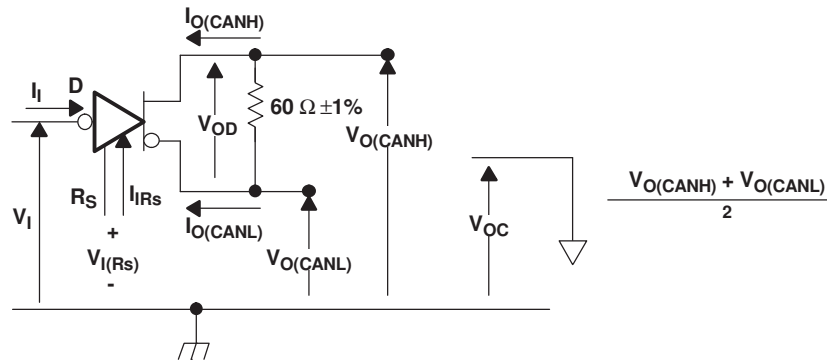 I_O(CANH)
I_I
D
V_OD
60 Ω ±1%
V_O(CANH)
R_S
I_IRs
I_O(CANL)
V_I
+
V_I(Rs)
-
V_O(CANL)
V_OC
V_O(CANH) + V_O(CANL)
2